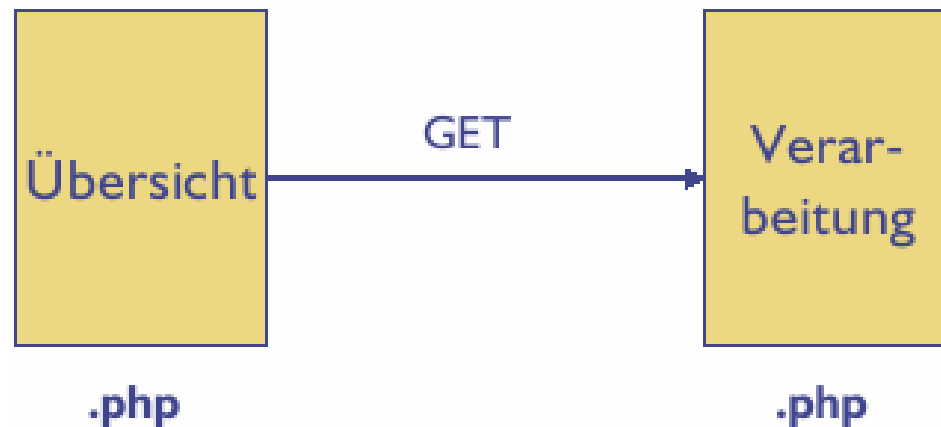 Übersicht
GET
Verar-
beitung
.php
.php